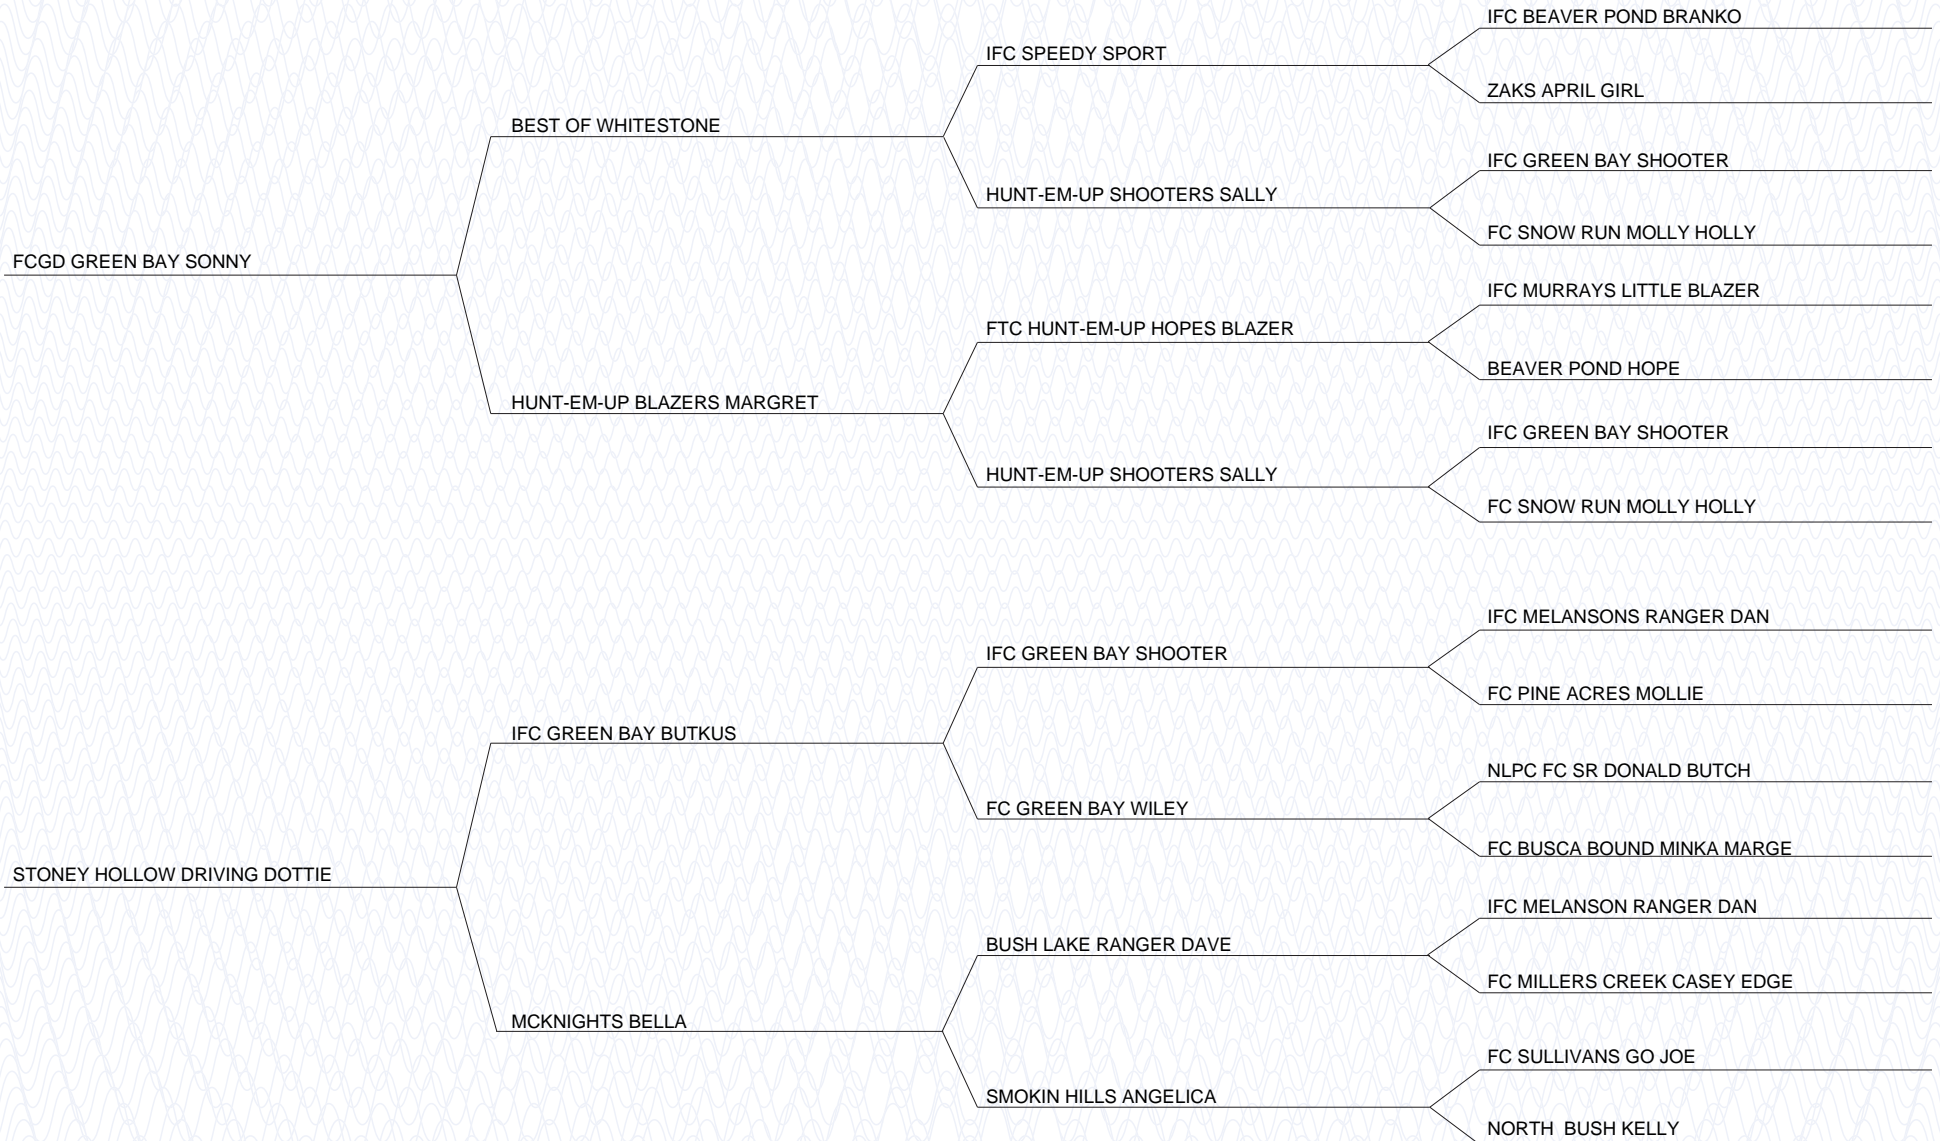 IFC BEAVER POND BRANKO
IFC SPEEDY SPORT
ZAKS APRIL GIRL
BEST OF WHITESTONE
IFC GREEN BAY SHOOTER
HUNT-EM-UP SHOOTERS SALLY
FC SNOW RUN MOLLY HOLLY
FCGD GREEN BAY SONNY
IFC MURRAYS LITTLE BLAZER
FTC HUNT-EM-UP HOPES BLAZER
BEAVER POND HOPE
HUNT-EM-UP BLAZERS MARGRET
IFC GREEN BAY SHOOTER
HUNT-EM-UP SHOOTERS SALLY
FC SNOW RUN MOLLY HOLLY
IFC MELANSONS RANGER DAN
IFC GREEN BAY SHOOTER
FC PINE ACRES MOLLIE
IFC GREEN BAY BUTKUS
NLPC FC SR DONALD BUTCH
FC GREEN BAY WILEY
FC BUSCA BOUND MINKA MARGE
STONEY HOLLOW DRIVING DOTTIE
IFC MELANSON RANGER DAN
BUSH LAKE RANGER DAVE
FC MILLERS CREEK CASEY EDGE
MCKNIGHTS BELLA
FC SULLIVANS GO JOE
SMOKIN HILLS ANGELICA
NORTH  BUSH KELLY